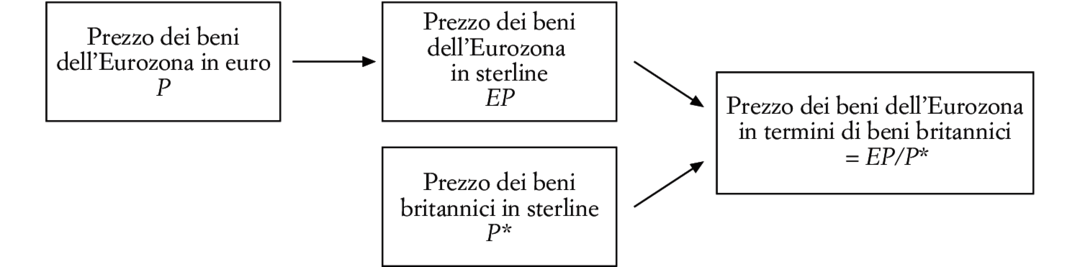 Prezzo dei beni
dell'Eurozona in euro
P
Prezzo dei beni
dell'Eurozona
in sterline
EP
Prezzo dei beni
britannici in sterline
P*
Prezzo dei beni dell'Eurozona
in termini di beni britannici
= EP/P*